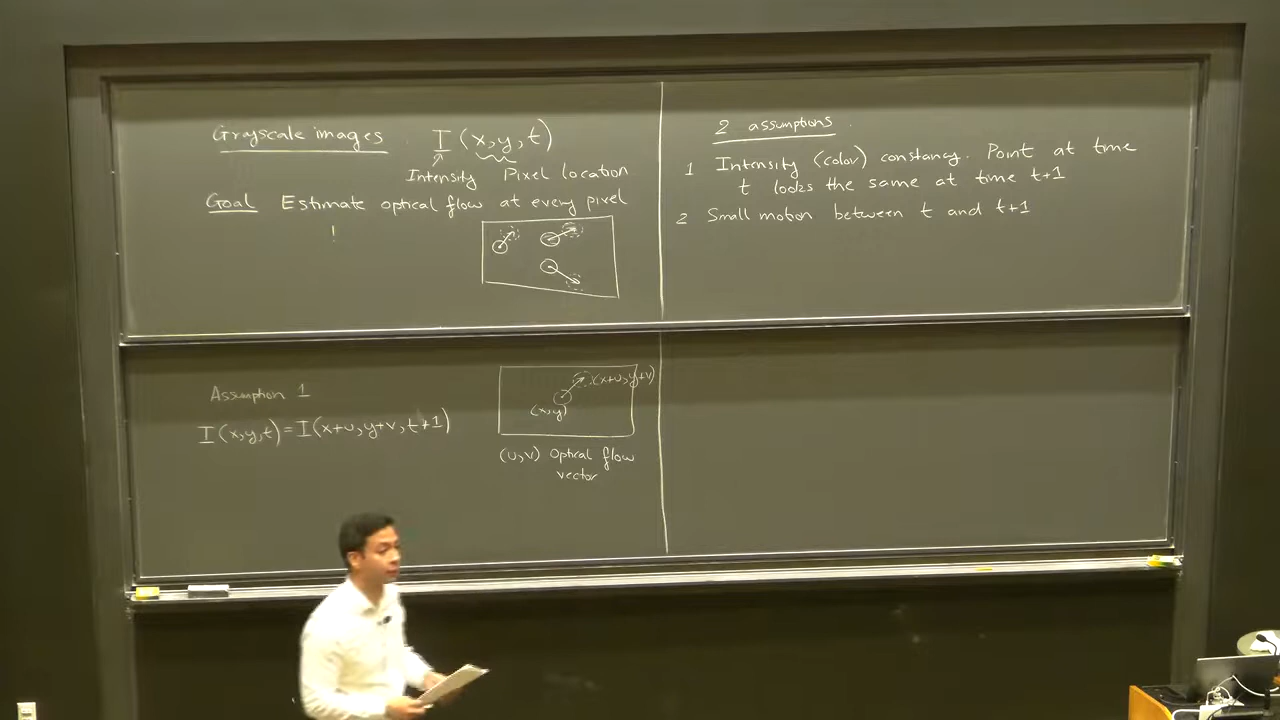 Grayscale images I(x,y,t)
Intensity Pixel location
Goal Estimate optical flow at every pixel
2 assumptions
1 Intensity (color) constancy. Point at time
t looks the same at time t+1
2 Small motion between t and t+1
Assumption 1
I(x,y,t)=I(x+u,y+v,t+1)
(x+u,y+v)
(x,y)
(u,v) Optical flow
vector